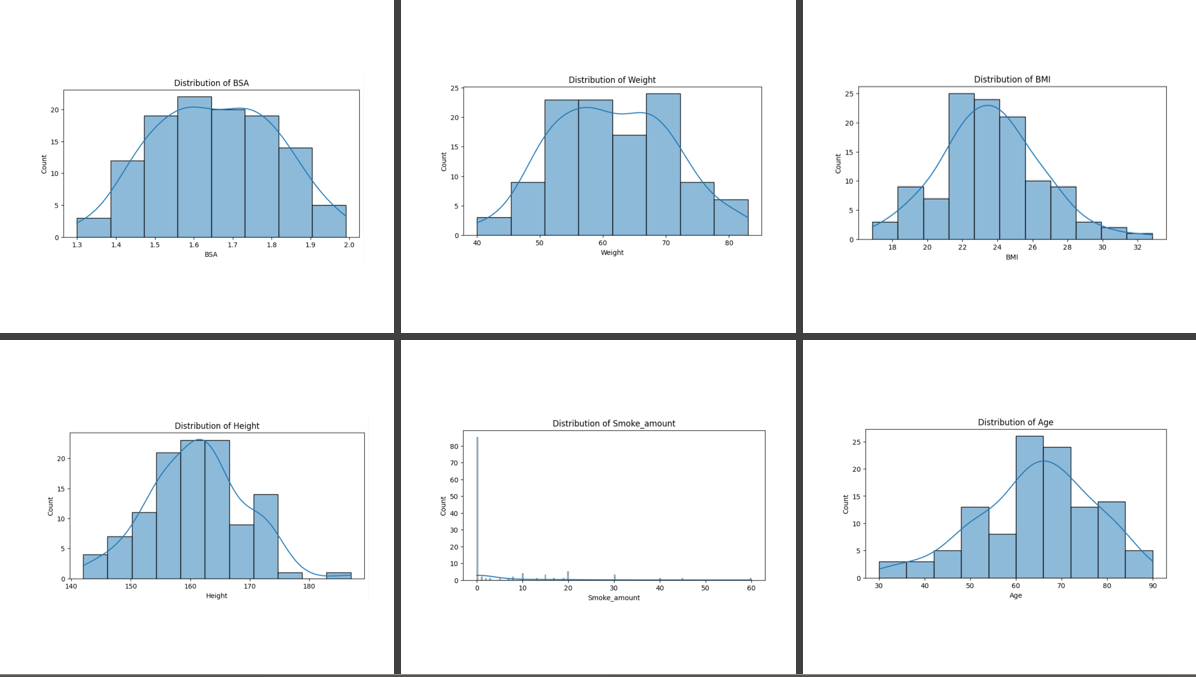 Distribution of BSA
20
15
10
5
0
Count
1.3 1.4 1.5 1.6 1.7 1.8 1.9 2.0
BSA
Distribution of Weight
25
20
15
10
5
0
Count
40 50 60 70 80
Weight
Distribution of BMI
25
20
15
10
5
0
Count
18 20 22 24 26 28 30 32
BMI
Distribution of Height
20
15
10
5
0
Count
140 150 160 170 180
Height
Distribution of Smoke_amount
80
70
60
50
40
30
20
10
0
Count
0 10 20 30 40 50 60
Smoke_amount
Distribution of Age
25
20
15
10
5
0
Count
30 40 50 60 70 80 90
Age